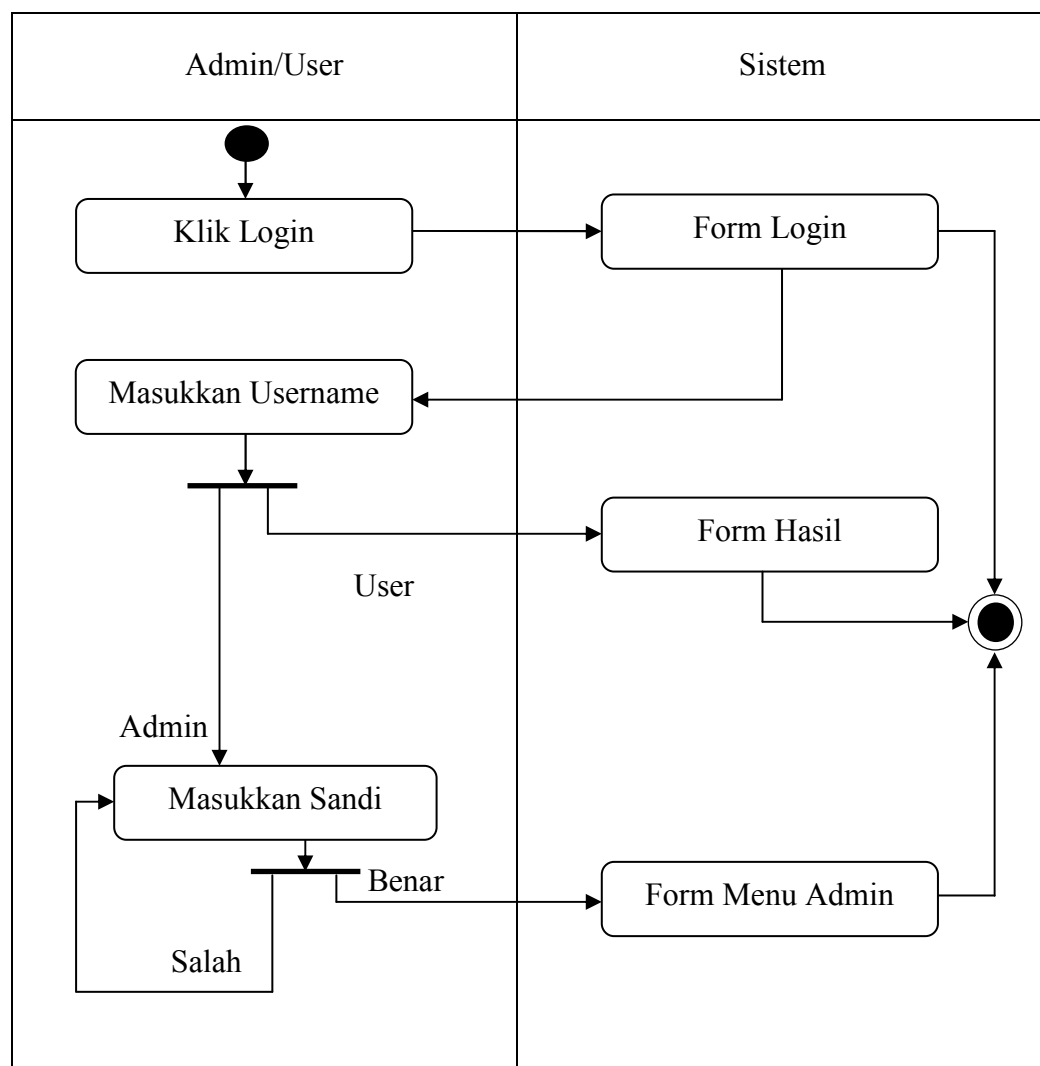 Admin/User
Sistem
Klik Login
Form Login
Masukkan Username
Form Hasil
User
Admin
Masukkan Sandi
Benar
Form Menu Admin
Salah